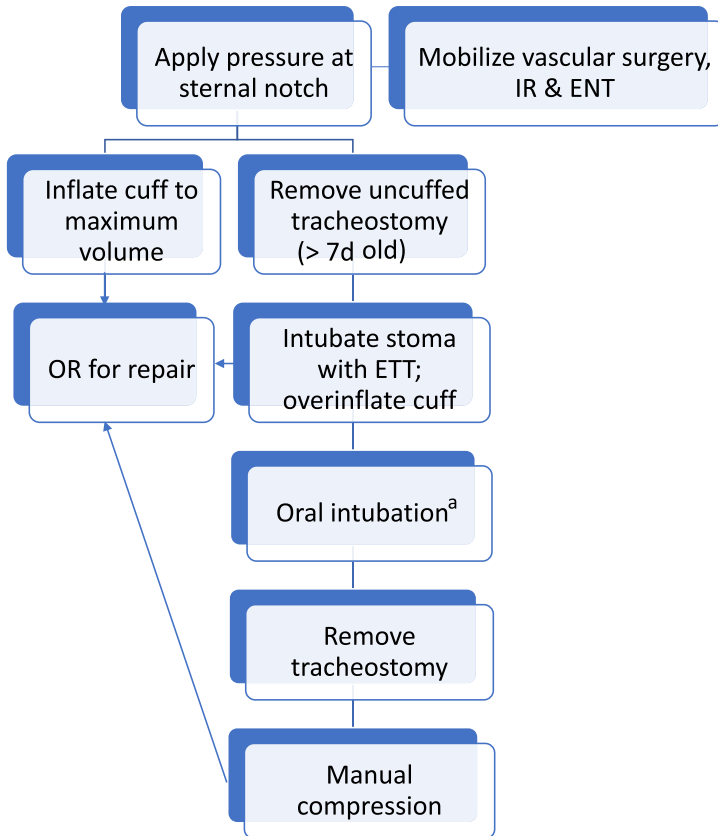 Apply pressure at
sternal notch
Mobilize vascular surgery,
IR & ENT
Inflate cuff to
maximum
volume
Remove uncuffed
tracheostomy
(> 7d old)
OR for repair
Intubate stoma
with ETT;
overinflate cuff
Oral intubationᵃ
Remove
tracheostomy
Manual
compression